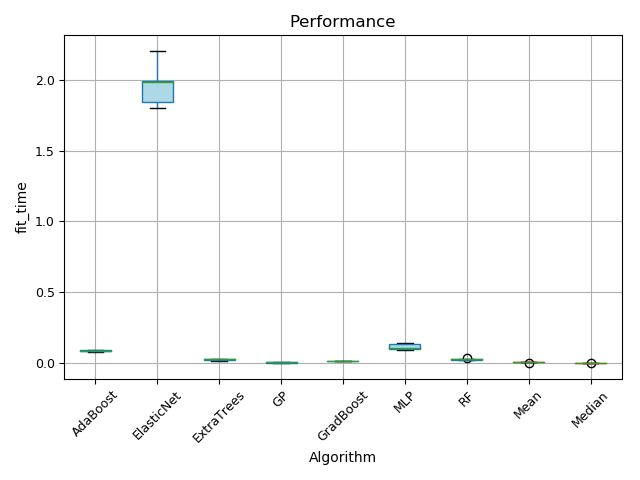 Performance
fit_time
2.0
1.5
1.0
0.5
0.0
AdaBoost
ElasticNet
ExtraTrees
GP
GradBoost
MLP
RF
Mean
Median
Algorithm